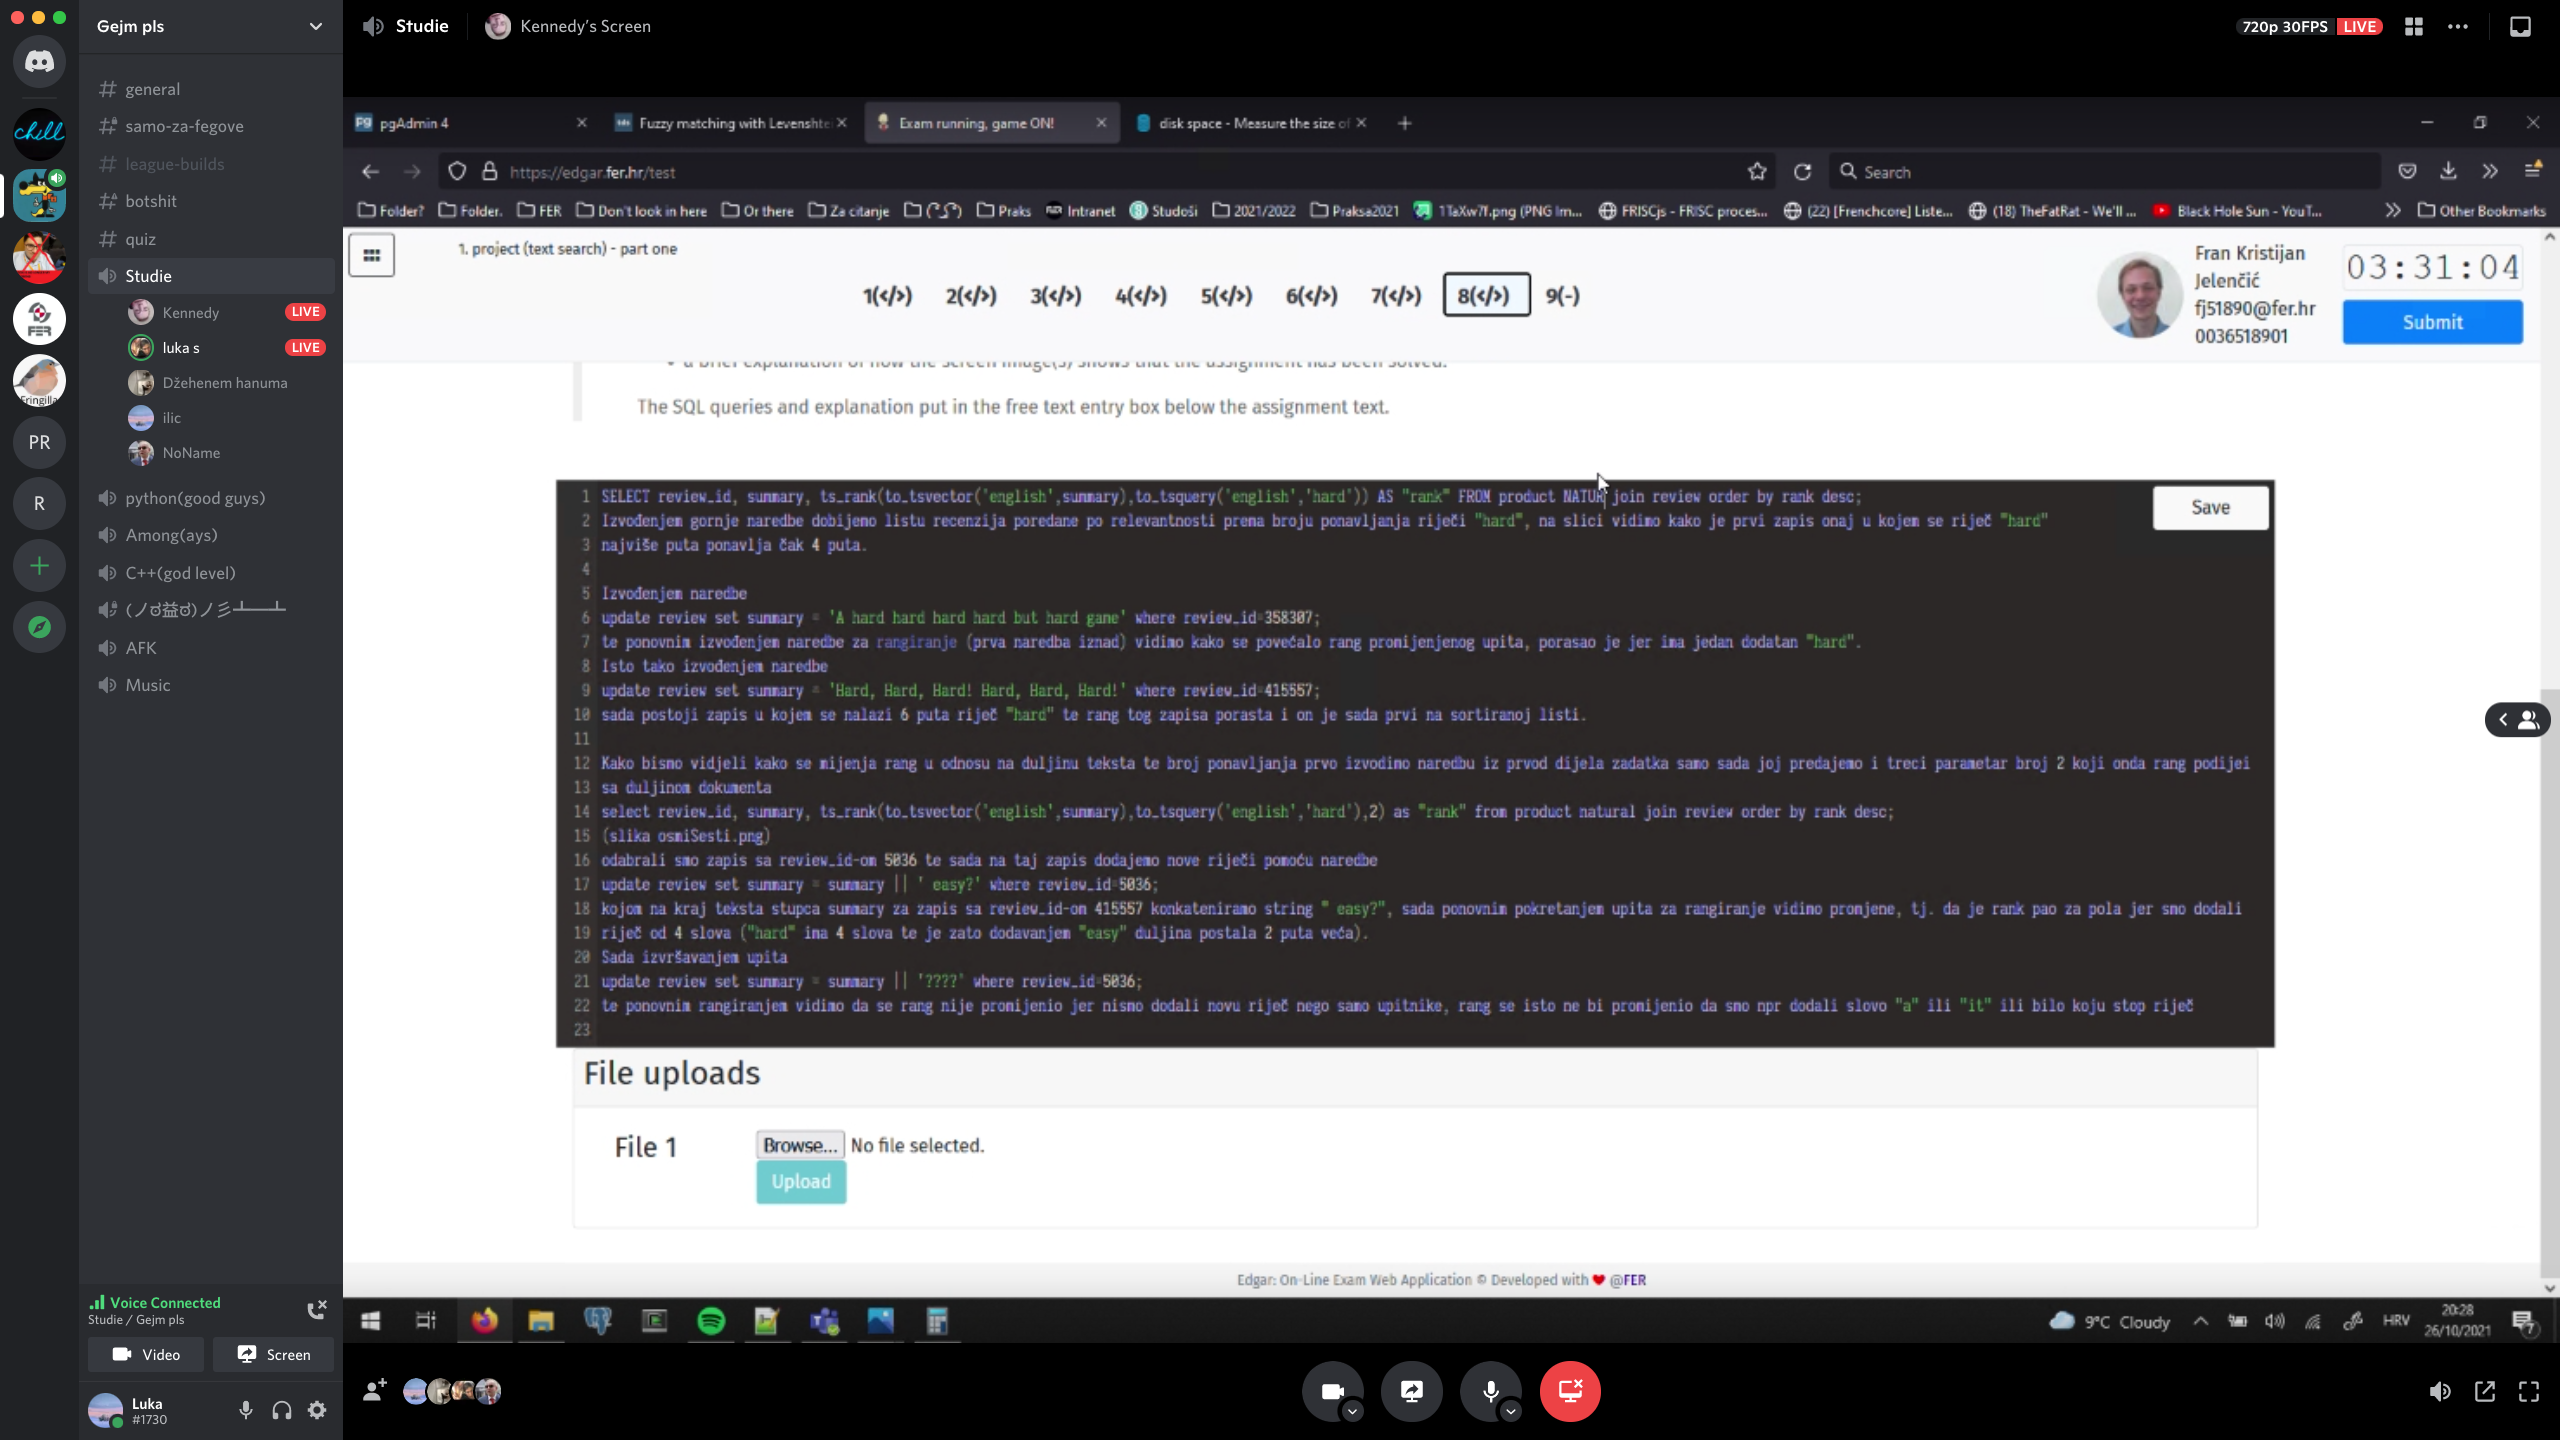 Gejm pls
general
samo-za-fegove
league-builds
botshit
quiz
Studie
Kennedy LIVE
luka s LIVE
Džehenem hanuma
ilic
NoName
python(good guys)
Among(ays)
C++(god level)
(ノಠ益ಠ)ノ彡┻━┻
AFK
Music
chill
FER
Fringilla
PR
R
Voice Connected
Studie / Gejm pls
Video Screen
Luka
#1730
Studie Kennedy's Screen
720p 30FPS LIVE
pgAdmin 4 Fuzzy matching with Levenshte Exam running, game ON! disk space - Measure the size of
https://edgar.fer.hr/test Search
Folder? Folder. FER Don't look in here Or there Za citanje Praks Intranet Studoši 2021/2022 Praksa2021 1TaXw7f.png (PNG Im... FRISCjs - FRISC proces... (22) [Frenchcore] Liste... (18) TheFatRat - We'll ... Black Hole Sun - YouT... Other Bookmarks
1. project (text search) - part one
1(</>) 2(</>) 3(</>) 4(</>) 5(</>) 6(</>) 7(</>) 8(</>) 9(-)
Fran Kristijan
Jelenčić
fj51890@fer.hr
0036518901
03:31:04
Submit
a brief explanation of how the screen image(s) shows that the assignment has been solved.
The SQL queries and explanation put in the free text entry box below the assignment text.
Save
1 SELECT review_id, summary, ts_rank(to_tsvector('english',summary),to_tsquery('english','hard')) AS "rank" FROM product NATUR join review order by rank desc;
2 Izvođenjem gornje naredbe dobijemo listu recenzija poredane po relevantnosti prema broju ponavljanja riječi "hard", na slici vidimo kako je prvi zapis onaj u kojem se riječ "hard"
3 najviše puta ponavlja čak 4 puta.
4
5 Izvođenjem naredbe
6 update review set summary = 'A hard hard hard hard but hard game' where review_id=358307;
7 te ponovnim izvođenjem naredbe za rangiranje (prva naredba iznad) vidimo kako se povećalo rang promijenjenog upita, porasao je jer ima jedan dodatan "hard".
8 Isto tako izvođenjem naredbe
9 update review set summary = 'Hard, Hard, Hard! Hard, Hard, Hard!' where review_id=415557;
10 sada postoji zapis u kojem se nalazi 6 puta riječ "hard" te rang tog zapisa porasta i on je sada prvi na sortiranoj listi.
11
12 Kako bismo vidjeli kako se mijenja rang u odnosu na duljinu teksta te broj ponavljanja prvo izvodimo naredbu iz prvod dijela zadatka samo sada joj predajemo i treci parametar broj 2 koji onda rang podijei
13 sa duljinom dokumenta
14 select review_id, summary, ts_rank(to_tsvector('english',summary),to_tsquery('english','hard'),2) as "rank" from product natural join review order by rank desc;
15 (slika osmiSesti.png)
16 odabrali smo zapis sa review_id-om 5036 te sada na taj zapis dodajemo nove riječi pomoću naredbe
17 update review set summary = summary || ' easy?' where review_id=5036;
18 kojom na kraj teksta stupca summary za zapis sa review_id-om 415557 konkateniramo string " easy?", sada ponovnim pokretanjem upita za rangiranje vidimo promjene, tj. da je rank pao za pola jer smo dodali
19 riječ od 4 slova ("hard" ima 4 slova te je zato dodavanjem "easy" duljina postala 2 puta veća).
20 Sada izvršavanjem upita
21 update review set summary = summary || '????' where review_id=5036;
22 te ponovnim rangiranjem vidimo da se rang nije promijenio jer nismo dodali novu riječ nego samo upitnike, rang se isto ne bi promijenio da smo npr dodali slovo "a" ili "it" ili bilo koju stop riječ
23
File uploads
File 1 Browse... No file selected.
Upload
Edgar: On-Line Exam Web Application © Developed with ❤ @FER
9°C Cloudy HRV 20:28
26/10/2021
7